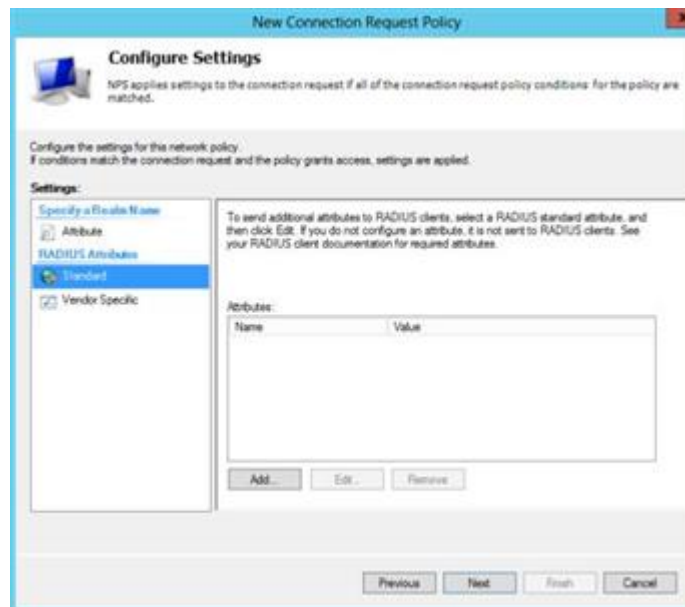 New Connection Request Policy
Configure Settings
NPS applies settings to the connection request if all of the connection request policy conditions for the policy are
matched.
Configure the settings for this network policy.
If conditions match the connection request and the policy grants access, settings are applied.
Settings:
Specify a Realm Name
Attribute
RADIUS Attributes
Standard
Vendor Specific
To send additional attributes to RADIUS clients, select a RADIUS standard attribute, and
then click Edit. If you do not configure an attribute, it is not sent to RADIUS clients. See
your RADIUS client documentation for required attributes.
Attributes:
Name Value
Add... Edit... Remove
Previous Next Finish Cancel